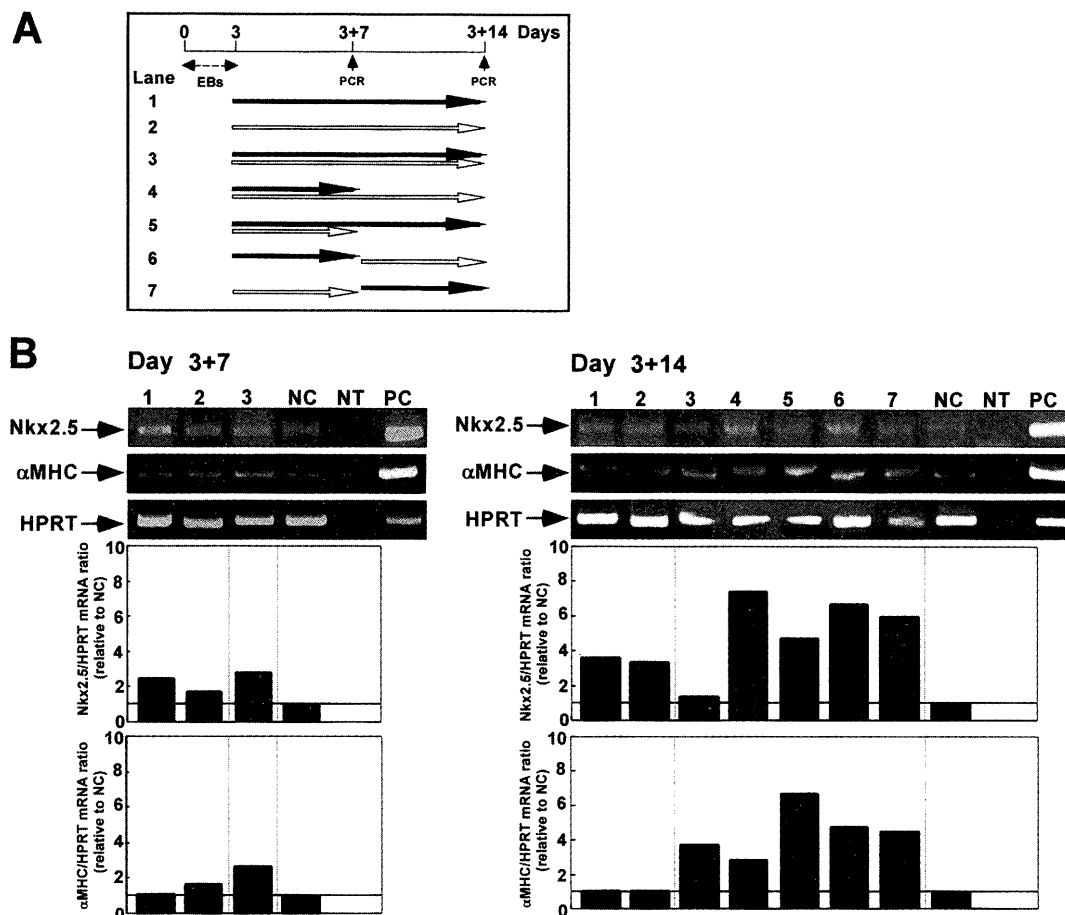 A
0 3 3+7 3+14 Days
EBs PCR PCR
Lane
1
2
3
4
5
6
7
B
Day 3+7
1 2 3 NC NT PC
Nkx2.5
αMHC
HPRT
10
8
6
4
2
0
Nkx2.5/HPRT mRNA ratio
(relative to NC)
10
8
6
4
2
0
αMHC/HPRT mRNA ratio
(relative to NC)
Day 3+14
1 2 3 4 5 6 7 NC NT PC
Nkx2.5
αMHC
HPRT
10
8
6
4
2
0
Nkx2.5/HPRT mRNA ratio
(relative to NC)
10
8
6
4
2
0
αMHC/HPRT mRNA ratio
(relative to NC)